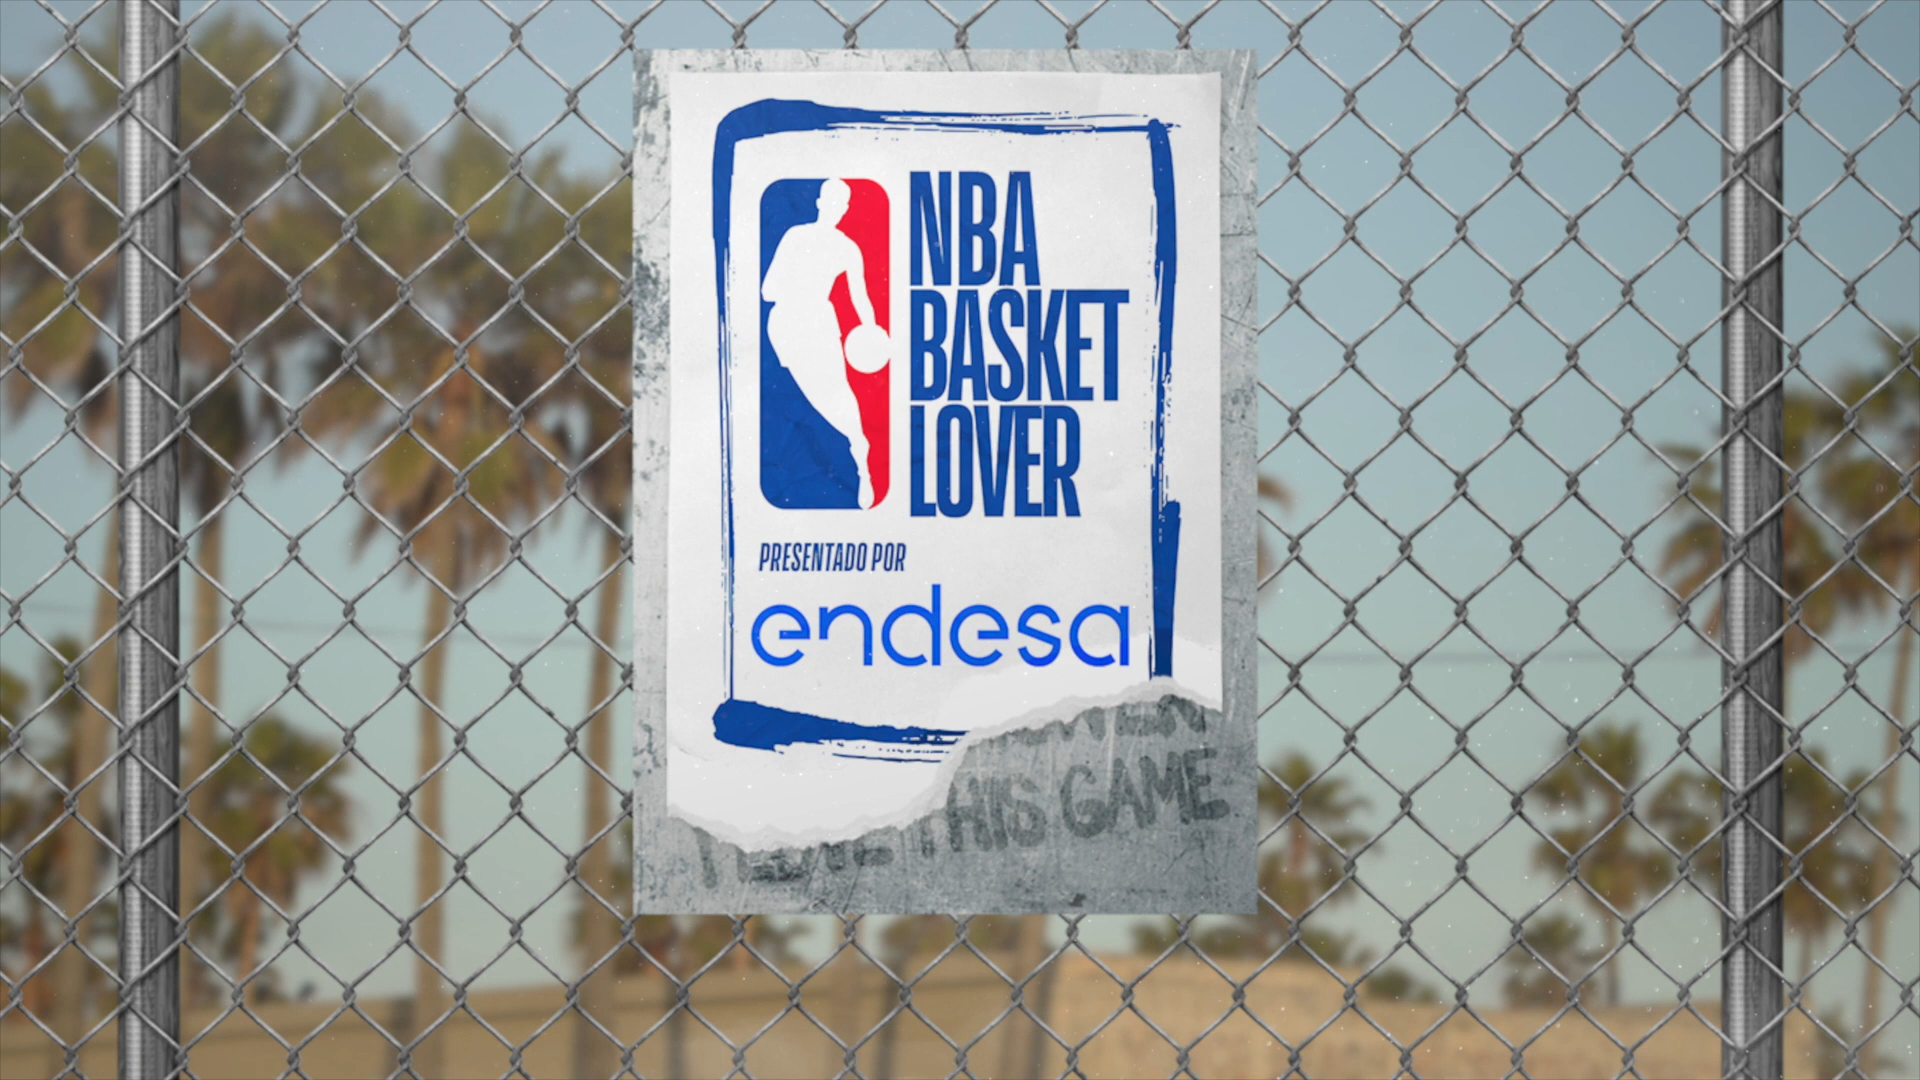 NBA
BASKET
LOVER
PRESENTADO POR
endesa
THIS GAME